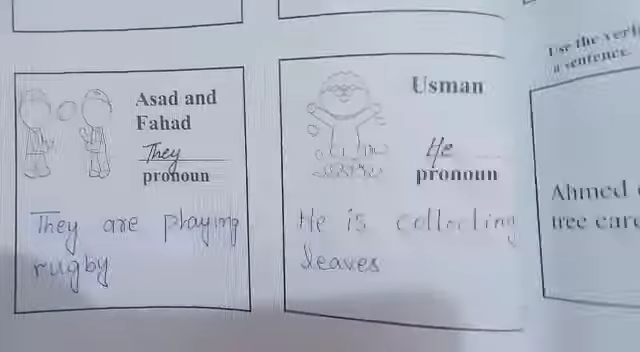 Asad and
Fahad
They
pronoun
They are playing
rugby
Usman
He
pronoun
He is collecting
leaves
Use the verb
a sentence.
Ahmed
tree